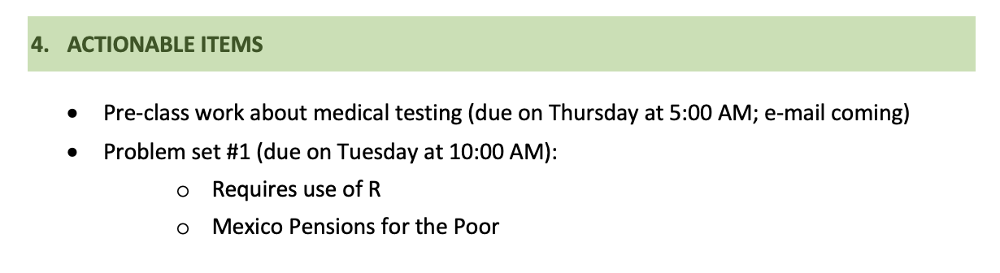 4. ACTIONABLE ITEMS
• Pre-class work about medical testing (due on Thursday at 5:00 AM; e-mail coming)
• Problem set #1 (due on Tuesday at 10:00 AM):
o Requires use of R
o Mexico Pensions for the Poor